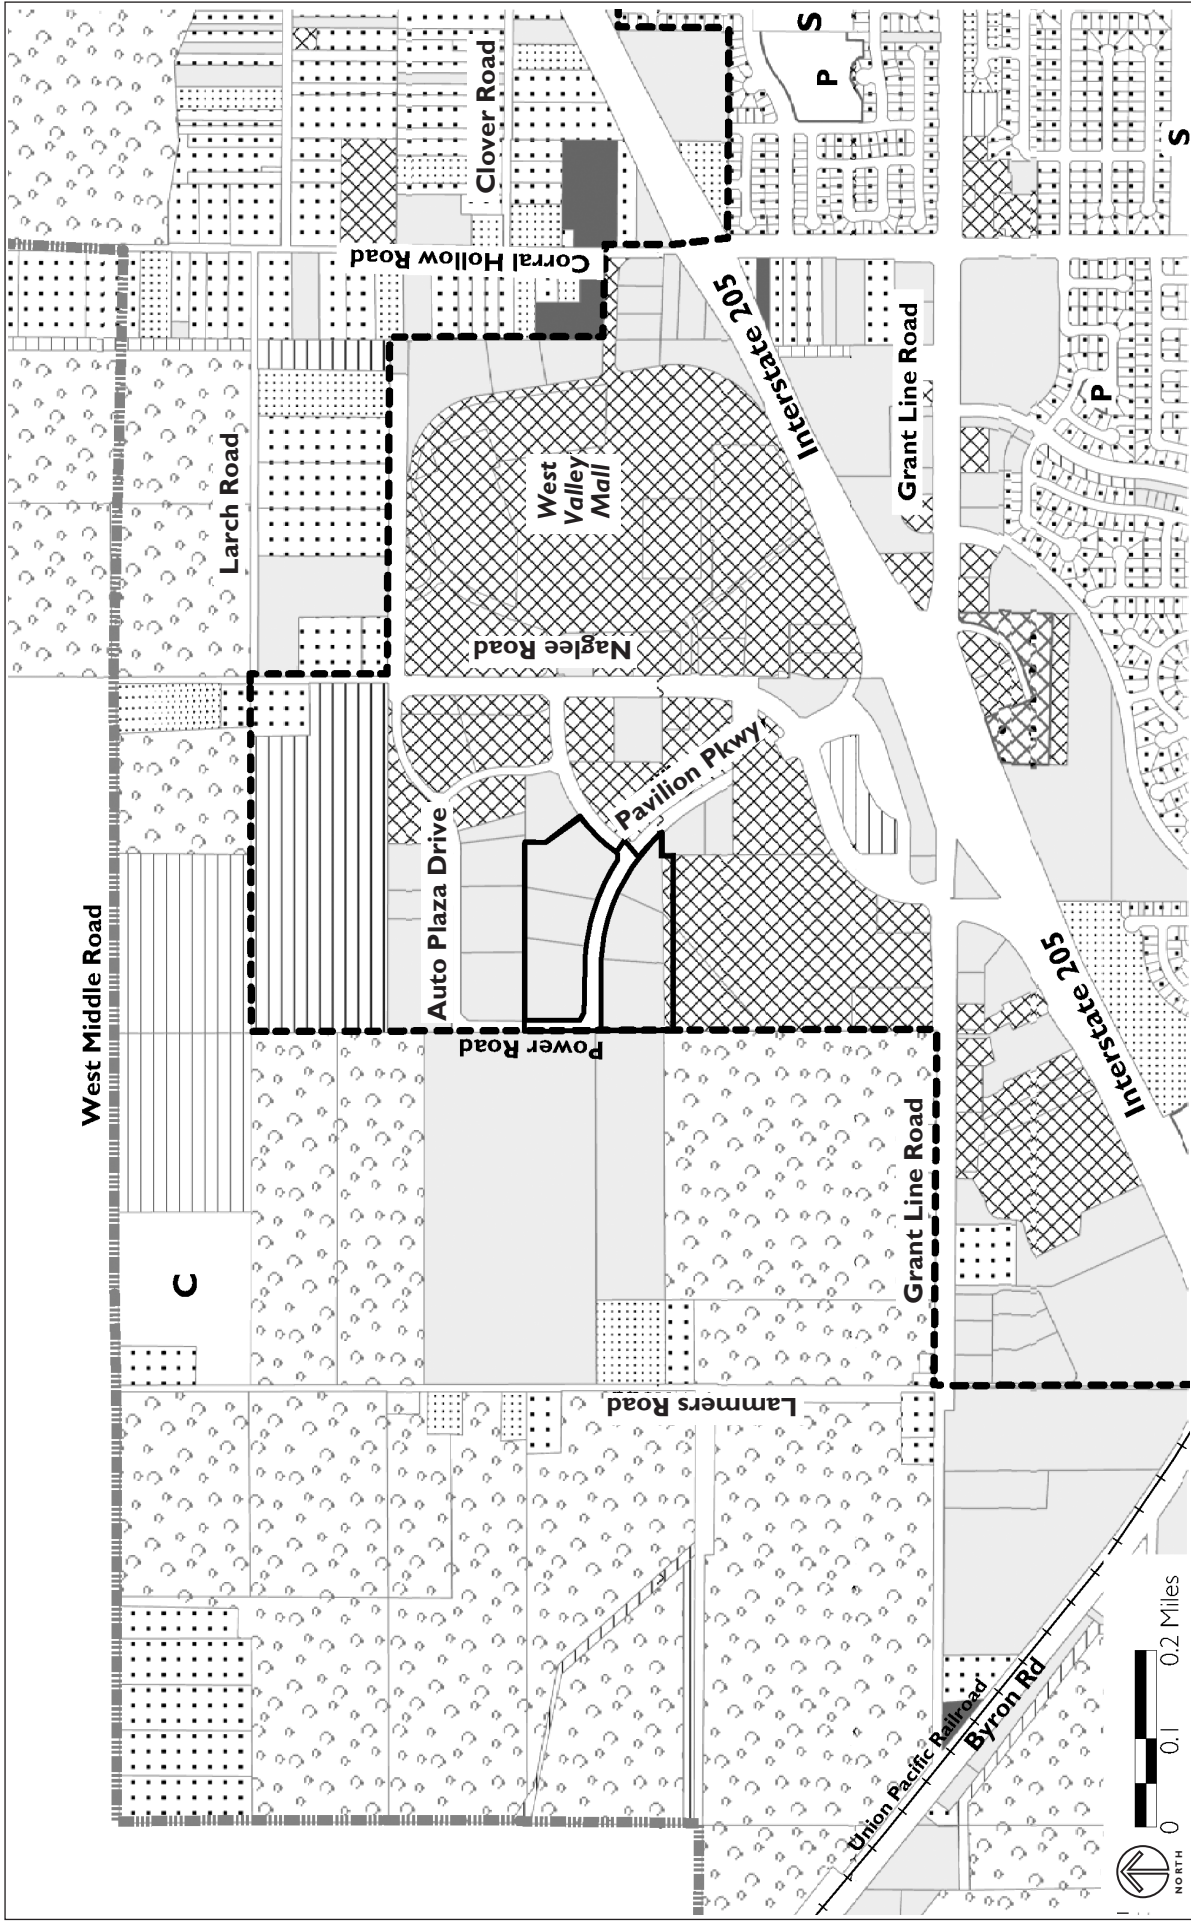 S
P
Clover Road
Corral Hollow Road
S
Interstate 205
Larch Road
Grant Line Road
P
West
Valley
Mall
Naglee Road
Pavilion Pkwy
Auto Plaza Drive
West Middle Road
Power Road
Interstate 205
Grant Line Road
C
Lammers Road
Union Pacific Railroad
Byron Rd
0 0.1 0.2 Miles
NORTH